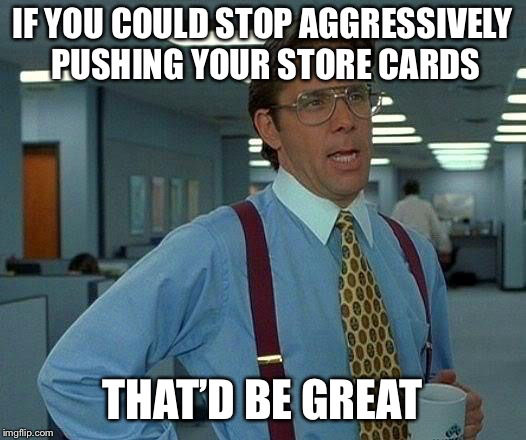 IF YOU COULD STOP AGGRESSIVELY
PUSHING YOUR STORE CARDS
THAT'D BE GREAT
imgflip.com